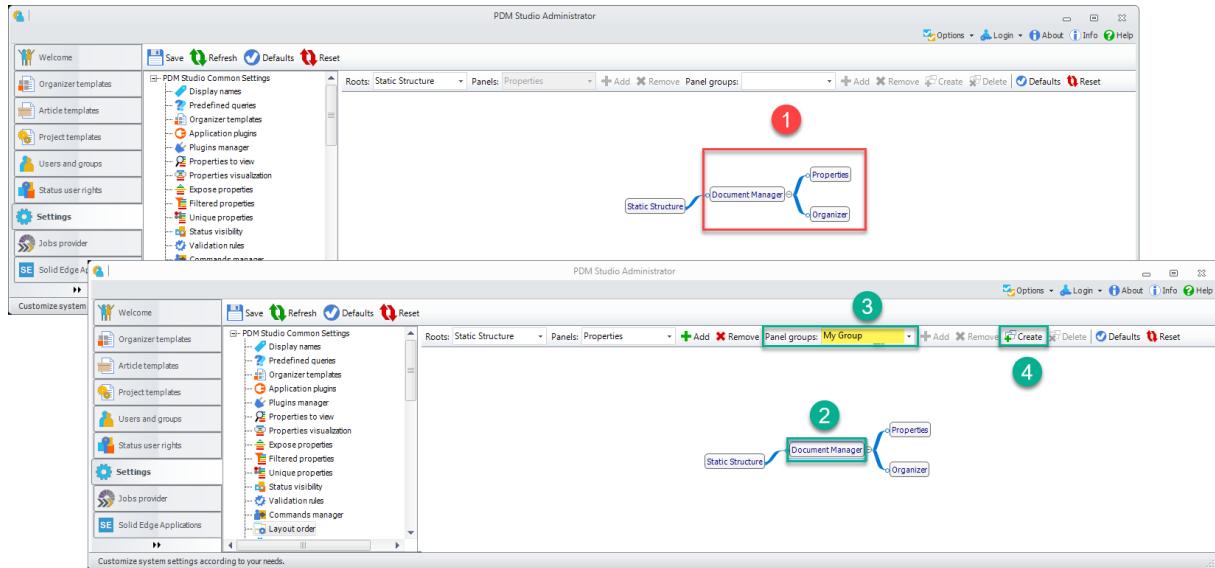 PDM Studio Administrator
Options Login About Info Help
Welcome
Organizer templates
Article templates
Project templates
Users and groups
Status user rights
Settings
Jobs provider
Solid Edge Ap
Customize system
Save Refresh Defaults Reset
PDM Studio Common Settings
Display names
Predefined queries
Organizer templates
Application plugins
Plugins manager
Properties to view
Properties visualization
Expose properties
Filtered properties
Unique properties
Status visibility
Validation rules
Commands manager
Roots: Static Structure Panels: Properties Add Remove Panel groups: Add Remove Create Delete Defaults Reset
1
Properties
Document Manager
Static Structure
Organizer
PDM Studio Administrator
Options Login About Info Help
Welcome
Organizer templates
Article templates
Project templates
Users and groups
Status user rights
Settings
Jobs provider
SE Solid Edge Applications
Customize system settings according to your needs.
Save Refresh Defaults Reset
PDM Studio Common Settings
Display names
Predefined queries
Organizer templates
Application plugins
Plugins manager
Properties to view
Properties visualization
Expose properties
Filtered properties
Unique properties
Status visibility
Validation rules
Commands manager
Layout order
3
Roots: Static Structure Panels: Properties Add Remove Panel groups: My Group Add Remove Create Delete Defaults Reset
4
2
Properties
Document Manager
Static Structure
Organizer